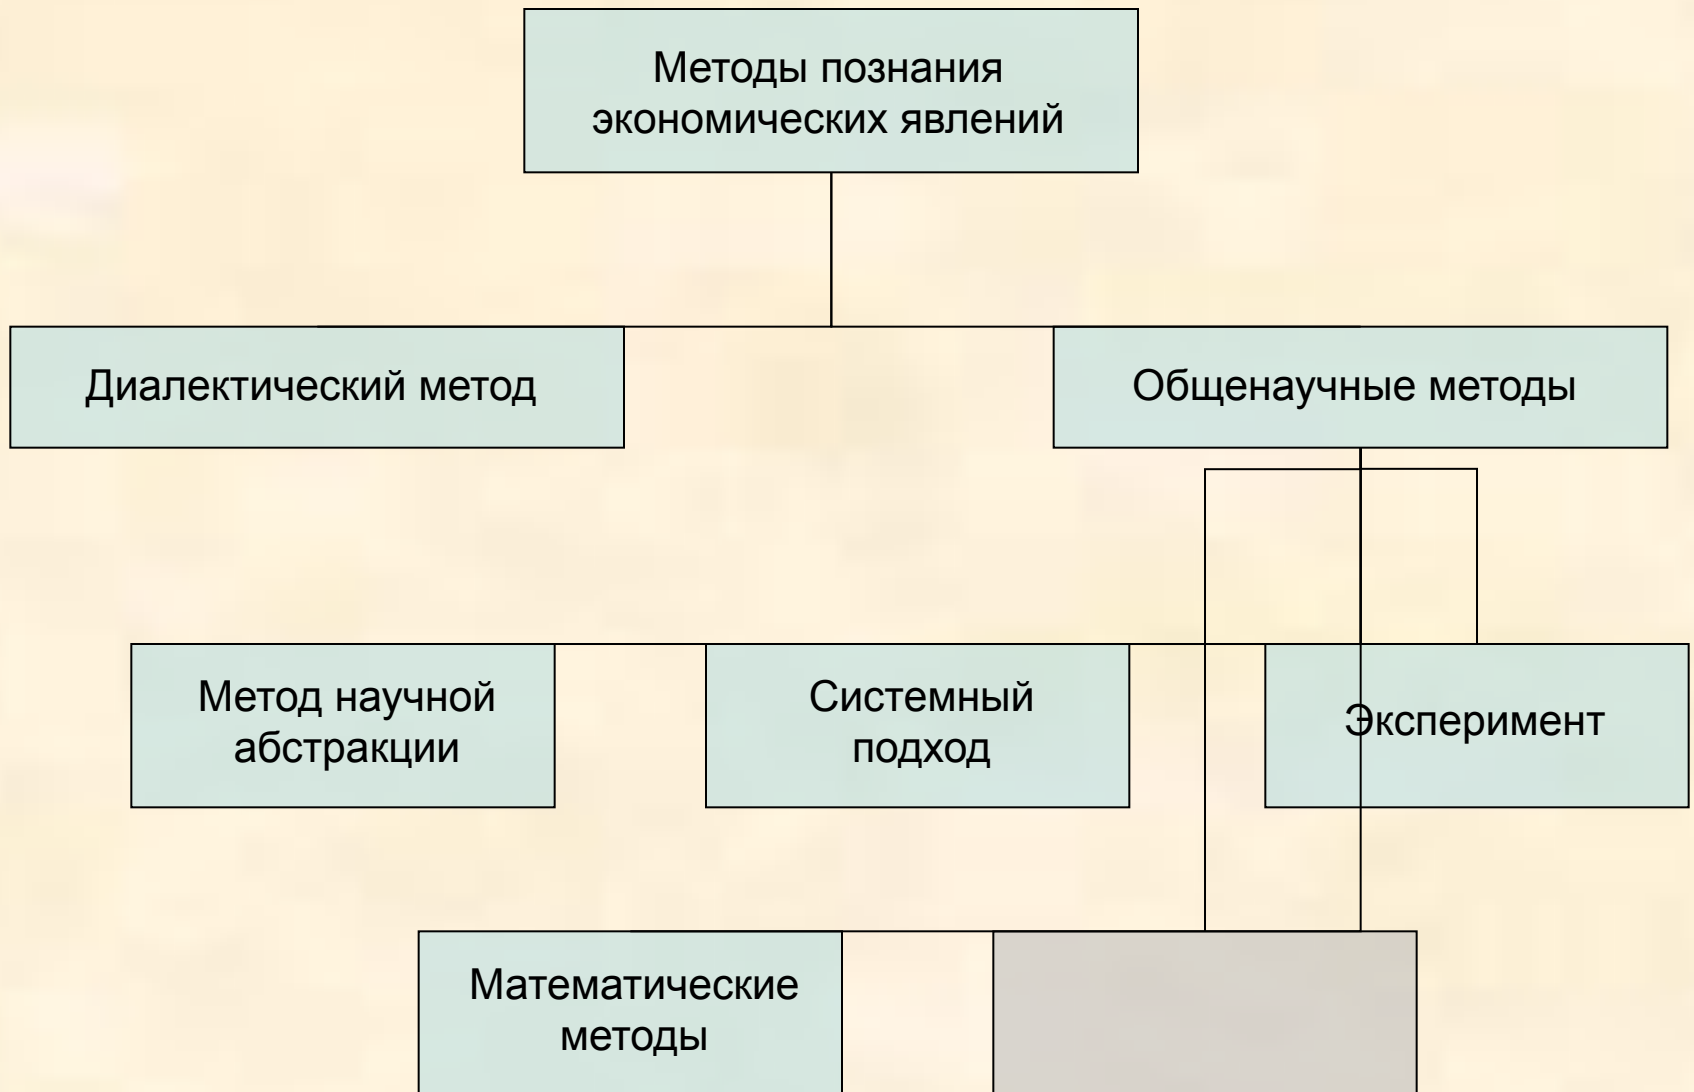 Методы познания
экономических явлений
Диалектический метод
Общенаучные методы
Метод научной
абстракции
Системный
подход
Эксперимент
Математические
методы